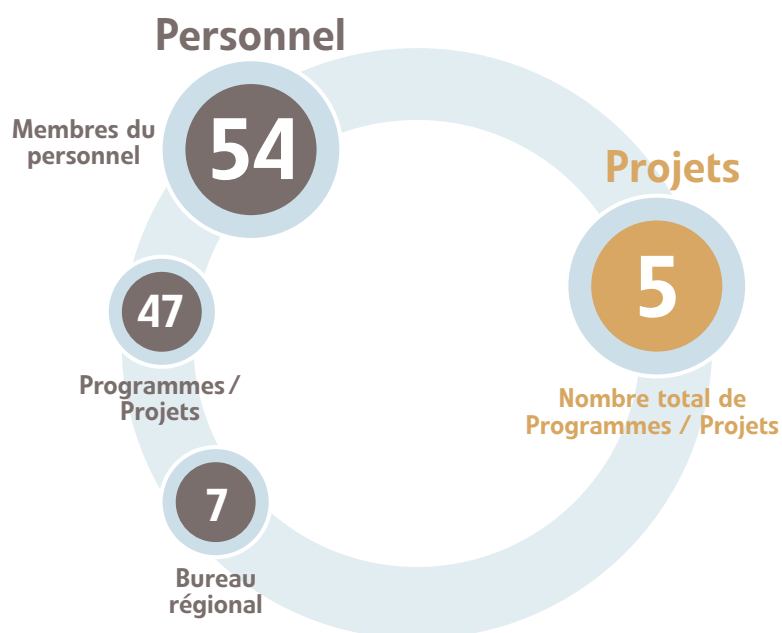 Personnel
Membres du
personnel
54
47
Programmes /
Projets
7
Bureau
régional
Projets
5
Nombre total de
Programmes / Projets